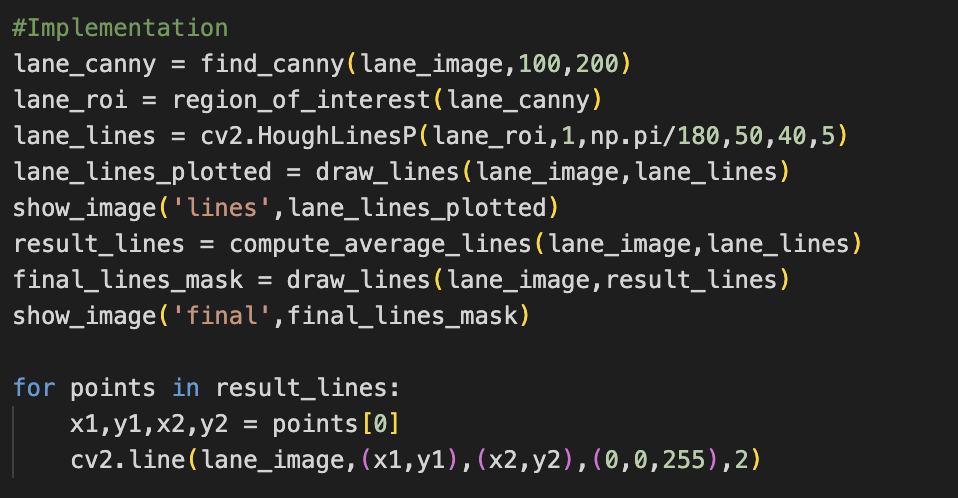 #Implementation
lane_canny = find_canny(lane_image,100,200)
lane_roi = region_of_interest(lane_canny)
lane_lines = cv2.HoughLinesP(lane_roi,1,np.pi/180,50,40,5)
lane_lines_plotted = draw_lines(lane_image,lane_lines)
show_image('lines',lane_lines_plotted)
result_lines = compute_average_lines(lane_image,lane_lines)
final_lines_mask = draw_lines(lane_image,result_lines)
show_image('final',final_lines_mask)

for points in result_lines:
    x1,y1,x2,y2 = points[0]
    cv2.line(lane_image,(x1,y1),(x2,y2),(0,0,255),2)